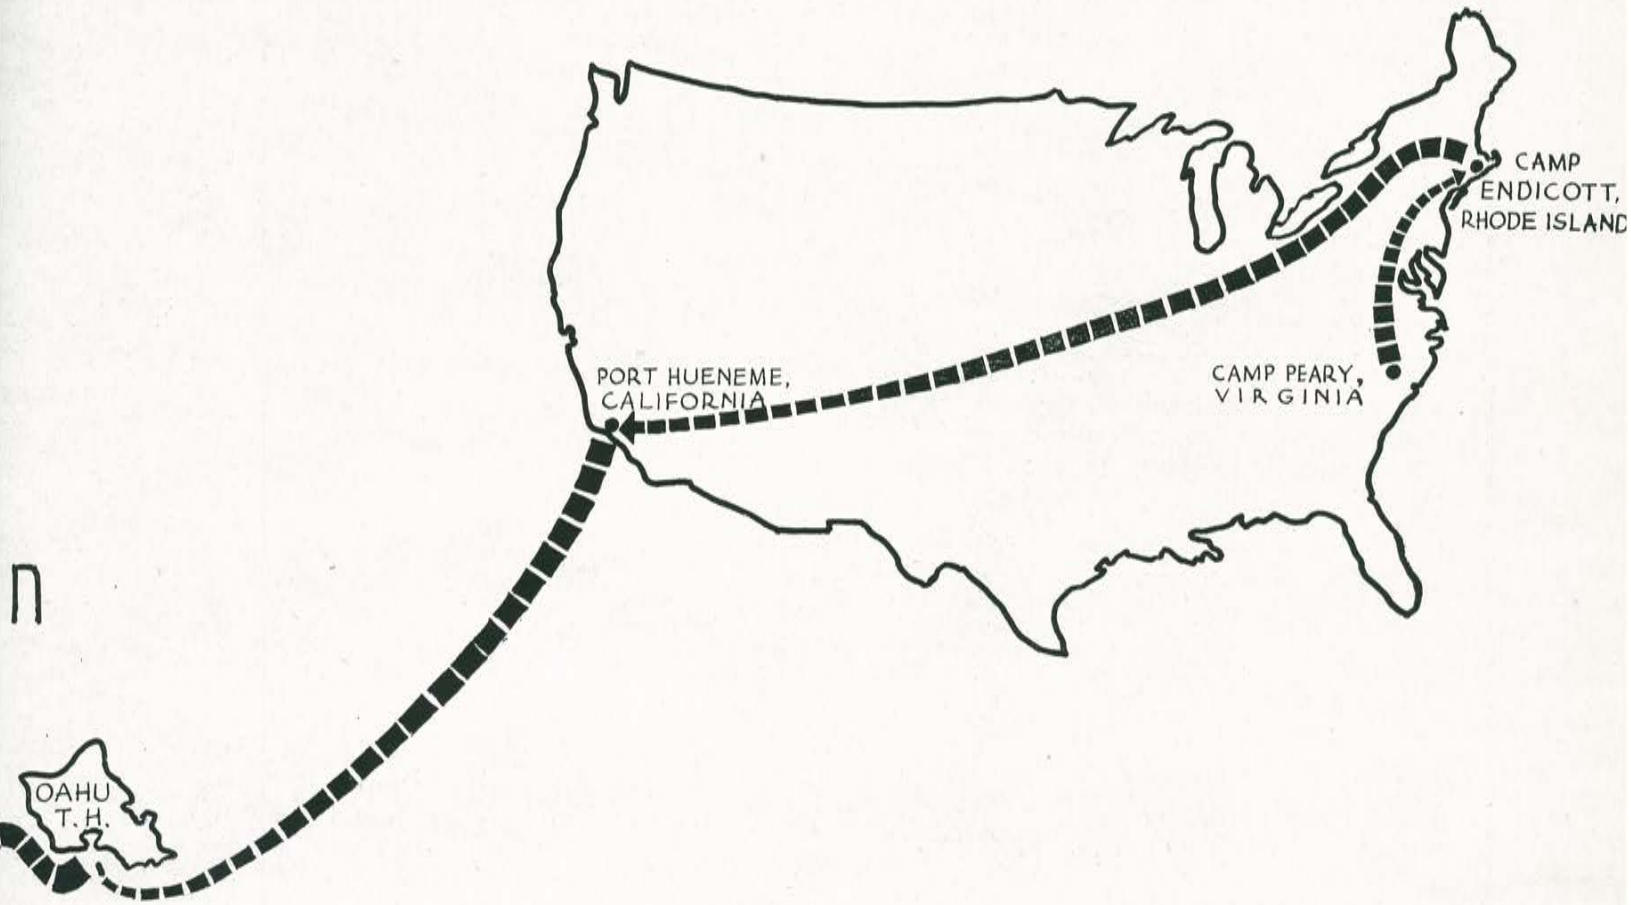 CAMP
ENDICOTT,
RHODE ISLAND
PORT HUENEME,
CALIFORNIA
CAMP PEARY,
VIRGINIA
n
OAHU
T.H.